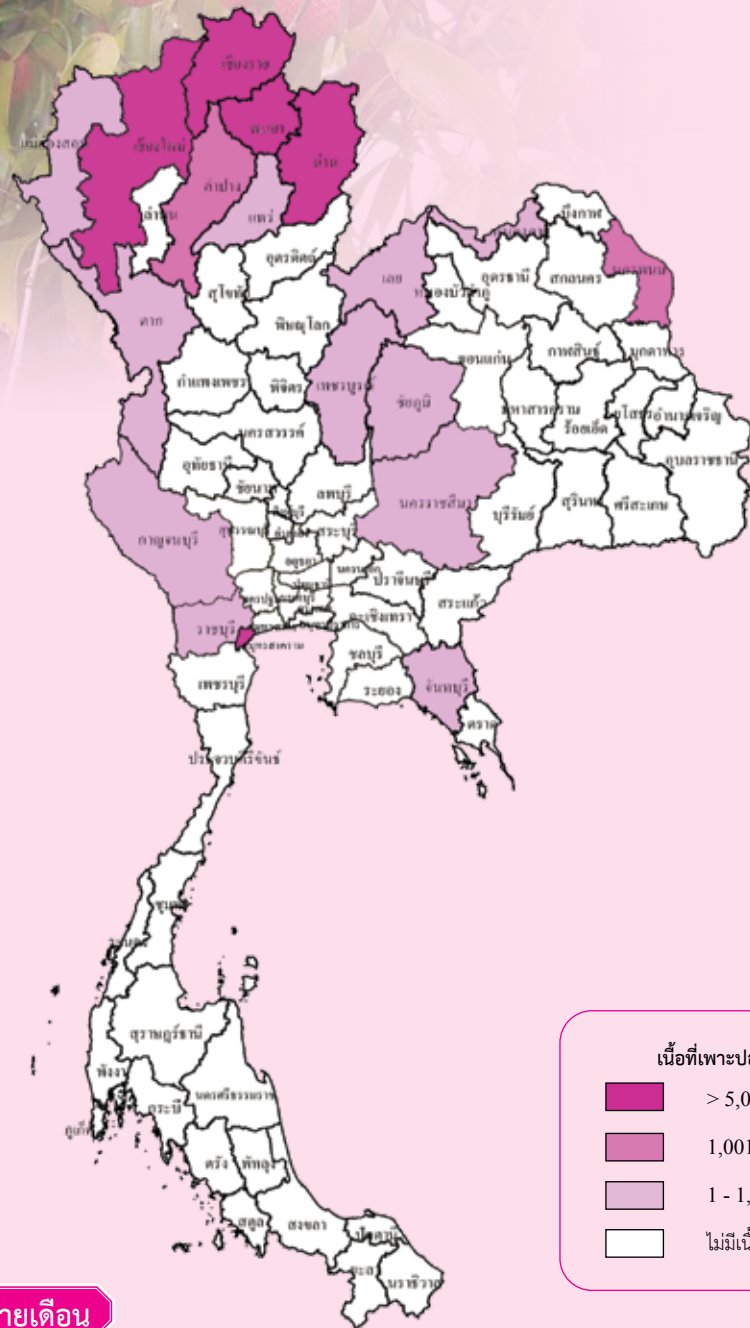 เชียงราย
พะเยา
แม่ฮ่องสอน
เชียงใหม่
น่าน
ลำปาง
ลำพูน
แพร่
บึงกาฬ
อุตรดิตถ์
เลย
อุดรธานี
สกลนคร
นครพนม
สุโขทัย
หนองบัวลำภู
ตาก
พิษณุโลก
ขอนแก่น
กาฬสินธุ์
มุกดาหาร
กำแพงเพชร
พิจิตร
เพชรบูรณ์
ชัยภูมิ
มหาสารคาม
ร้อยเอ็ด
ยโสธร
อำนาจเจริญ
นครสวรรค์
อุบลราชธานี
อุทัยธานี
ชัยนาท
ลพบุรี
นครราชสีมา
บุรีรัมย์
สุรินทร์
ศรีสะเกษ
สุพรรณบุรี
สระบุรี
กาญจนบุรี
อยุธยา
ปราจีนบุรี
สระแก้ว
ฉะเชิงเทรา
ราชบุรี
ชลบุรี
เพชรบุรี
ระยอง
จันทบุรี
ตราด
ประจวบคีรีขันธ์
ชุมพร
ระนอง
สุราษฎร์ธานี
พังงา
นครศรีธรรมราช
กระบี่
ภูเก็ต
ตรัง
พัทลุง
สตูล
สงขลา
ปัตตานี
ยะลา
นราธิวาส
เนื้อที่เพาะปล
> 5,0
1,001
1 - 1,
ไม่มีเนื้
ายเดือน